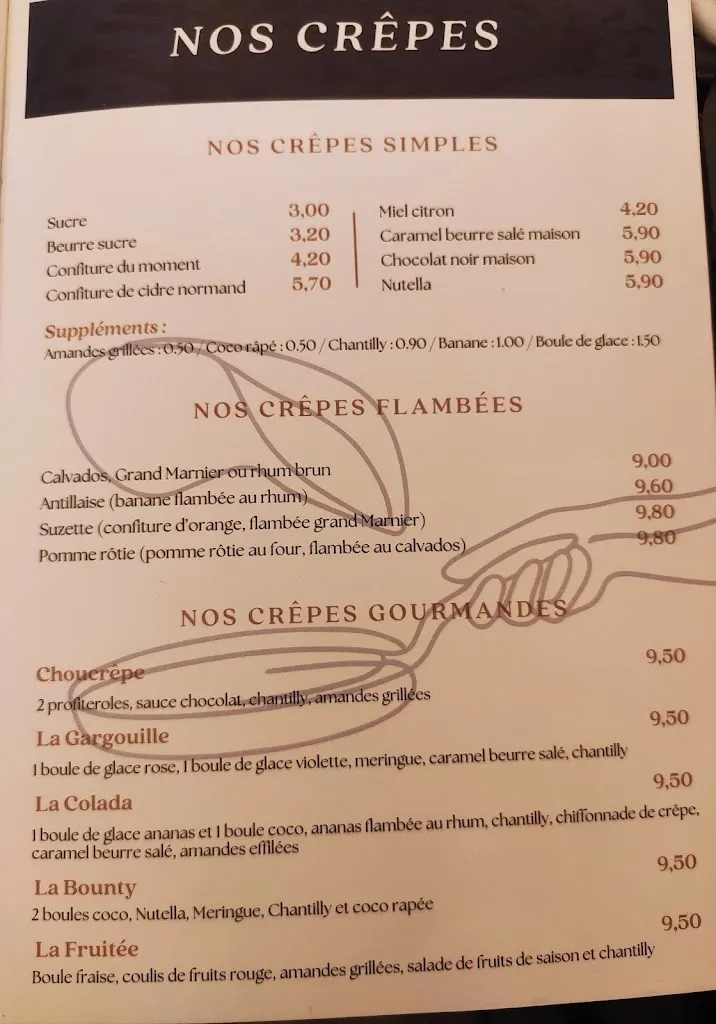 NOS CRÊPES
NOS CRÊPES SIMPLES
Sucre 3,00
Beurre sucre 3,20
Confiture du moment 4,20
Confiture de cidre normand 5,70
Miel citron 4,20
Caramel beurre salé maison 5,90
Chocolat noir maison 5,90
Nutella 5,90
Suppléments :
Amandes grillées : 0.50 / Coco râpé : 0.50 / Chantilly : 0.90 / Banane : 1.00 / Boule de glace : 1.50
NOS CRÊPES FLAMBÉES
Calvados, Grand Marnier ou rhum brun 9,00
Antillaise (banane flambée au rhum) 9,60
Suzette (confiture d'orange, flambée grand Marnier) 9,80
Pomme rôtie (pomme rôtie au four, flambée au calvados) 9,80
NOS CRÊPES GOURMANDES
Choucrêpe 9,50
2 profiteroles, sauce chocolat, chantilly, amandes grillées
La Gargouille 9,50
1 boule de glace rose, 1 boule de glace violette, meringue, caramel beurre salé, chantilly
La Colada 9,50
1 boule de glace ananas et 1 boule coco, ananas flambée au rhum, chantilly, chiffonnade de crêpe,
caramel beurre salé, amandes effilées
La Bounty 9,50
2 boules coco, Nutella, Meringue, Chantilly et coco rapée
La Fruitée 9,50
Boule fraise, coulis de fruits rouge, amandes grillées, salade de fruits de saison et chantilly